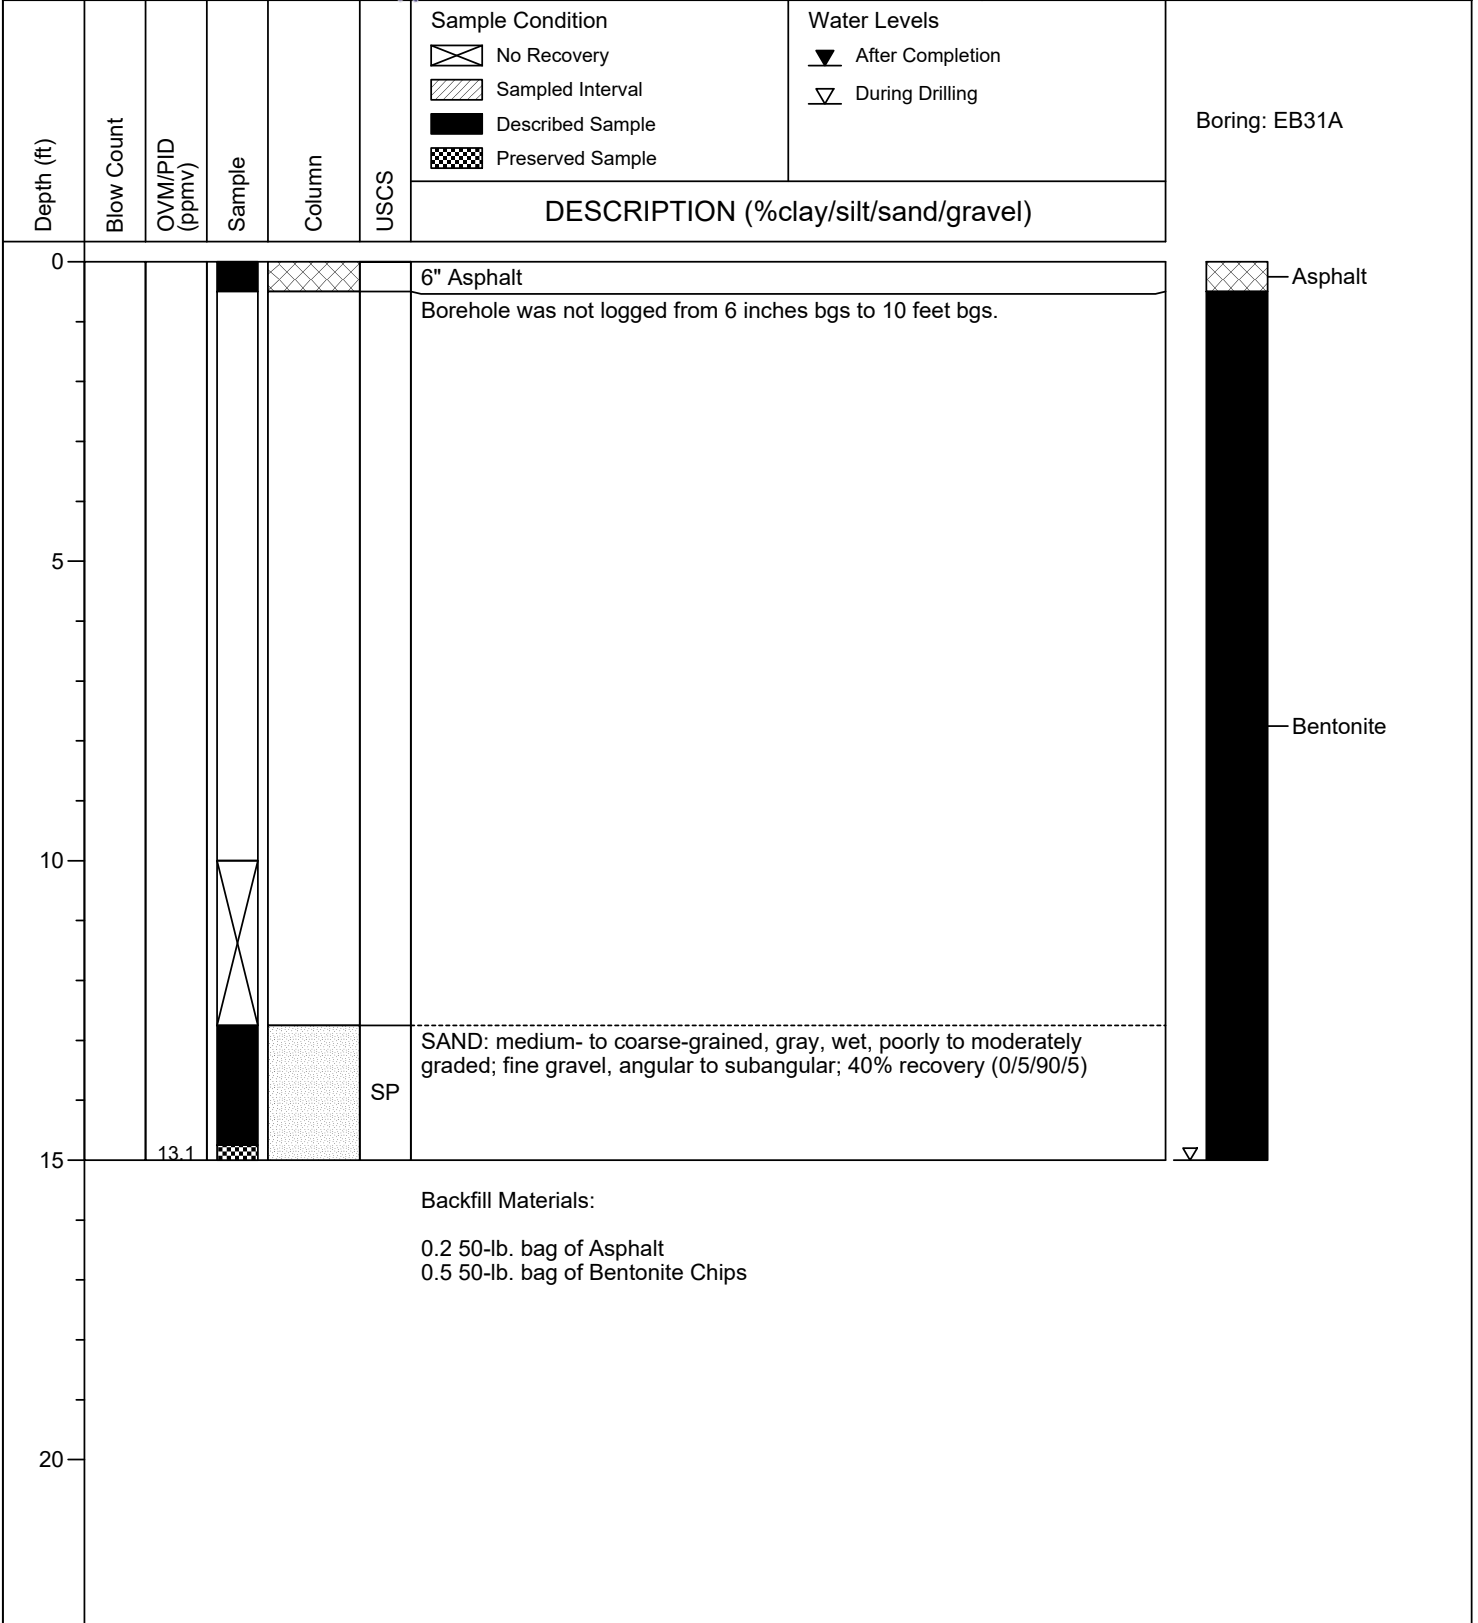 Sample Condition
No Recovery
Sampled Interval
Described Sample
Preserved Sample
Water Levels
After Completion
During Drilling
Boring: EB31A
Depth (ft)
Blow Count
OVM/PID
(ppmv)
Sample
Column
USCS
DESCRIPTION (%clay/silt/sand/gravel)
0
6" Asphalt
Asphalt
Borehole was not logged from 6 inches bgs to 10 feet bgs.
5
Bentonite
10
SAND: medium- to coarse-grained, gray, wet, poorly to moderately
graded; fine gravel, angular to subangular; 40% recovery (0/5/90/5)
SP
13.1
15
Backfill Materials:
0.2 50-lb. bag of Asphalt
0.5 50-lb. bag of Bentonite Chips
20